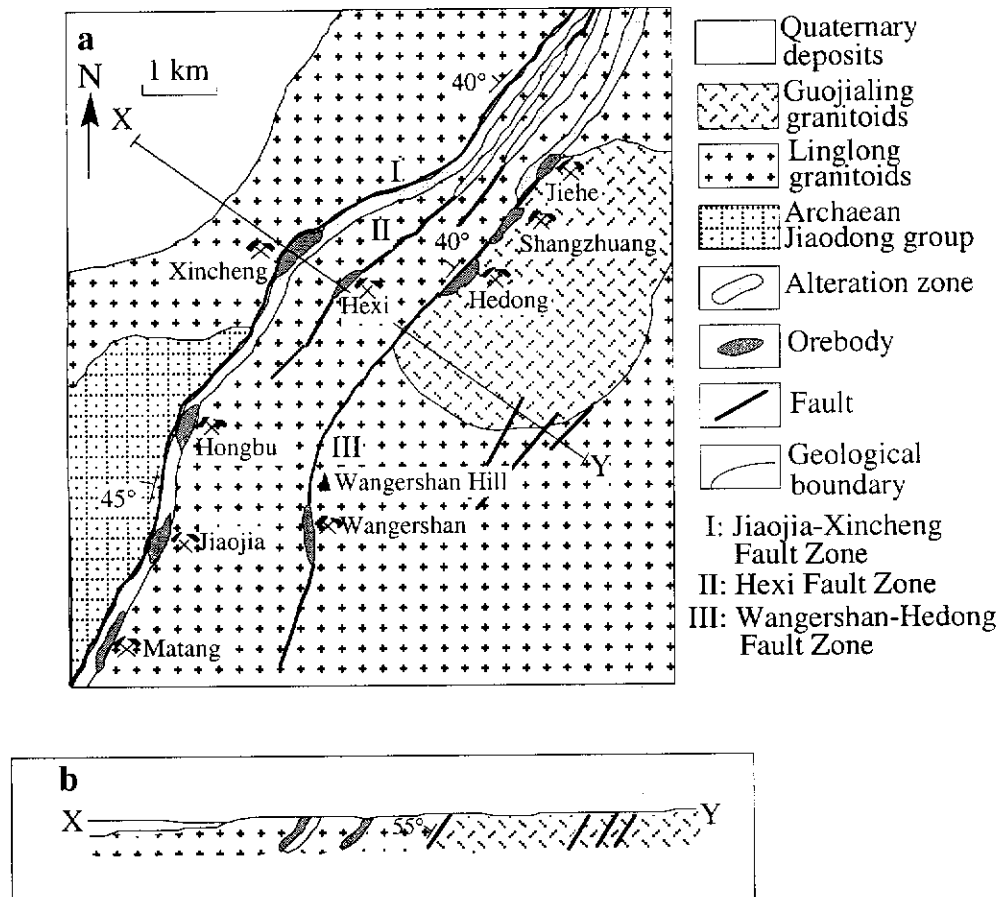 a
1 km
N
X
40°
I
II
Jiehe
40°
Shangzhuang
Xincheng
Hexi
Hedong
Hongbu
III
Y
Wangershan Hill
45°
Wangershan
Jiaojia
Matang
Quaternary
deposits
Guojialing
granitoids
Linglong
granitoids
Archaean
Jiaodong group
Alteration zone
Orebody
Fault
Geological
boundary
I: Jiaojia-Xincheng
Fault Zone
II: Hexi Fault Zone
III: Wangershan-Hedong
Fault Zone
b
X
55°
Y